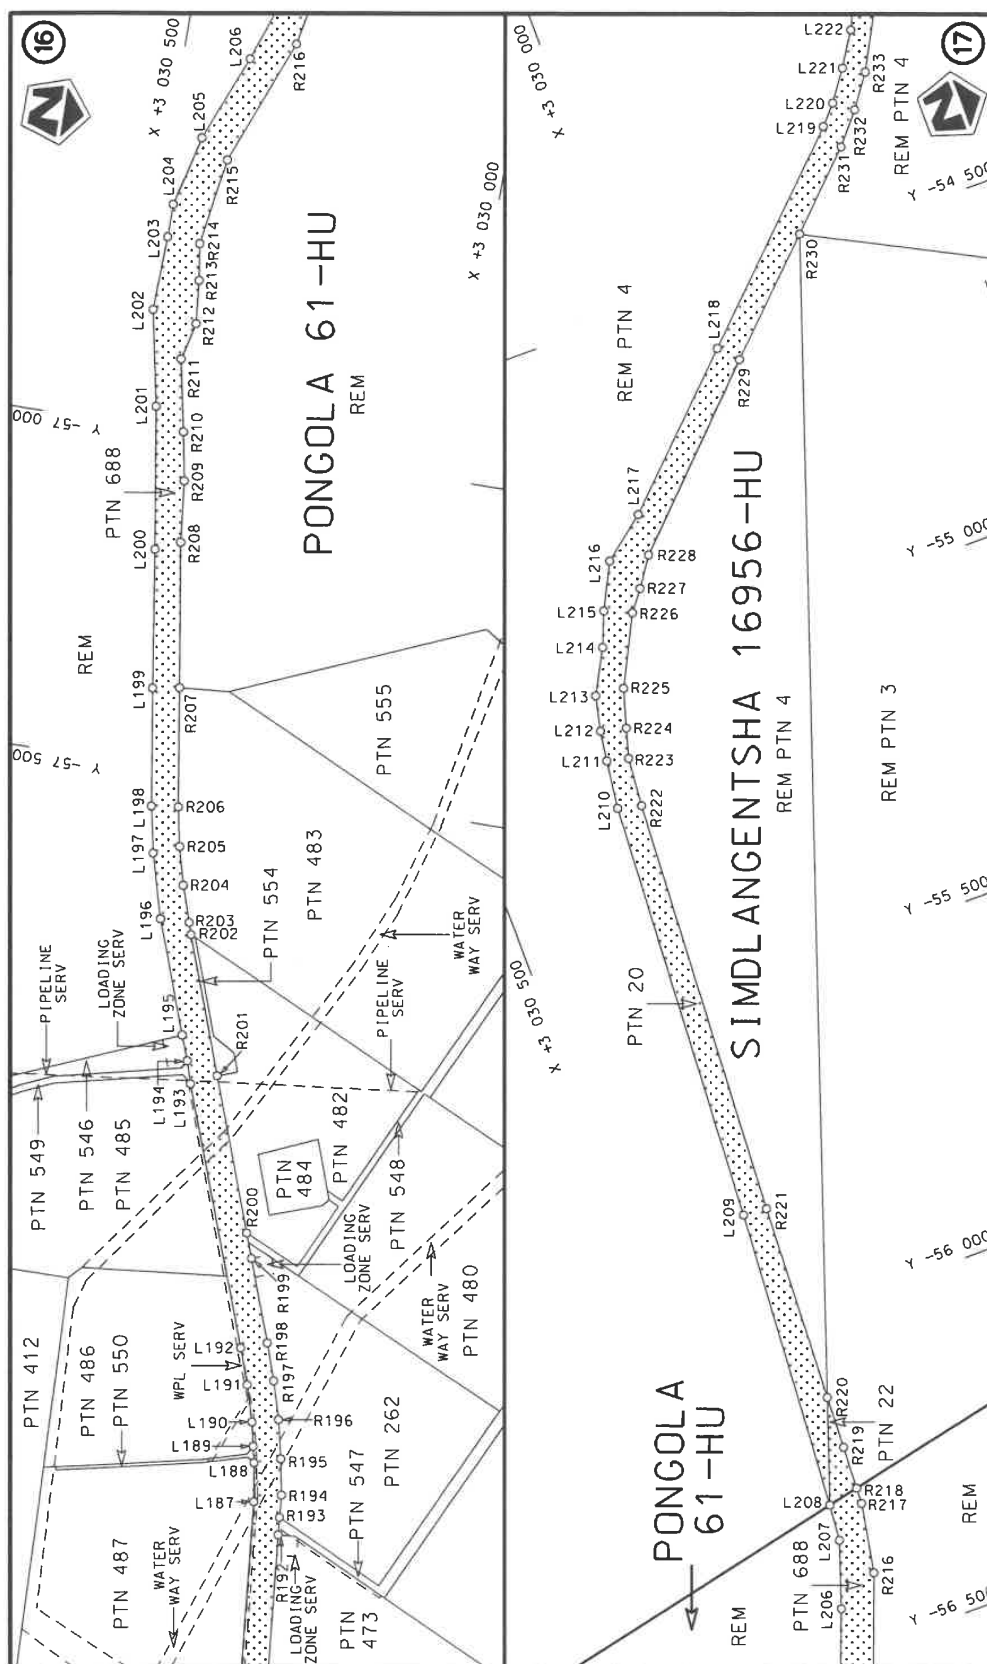 16
N
X +3 030 500
L206
R216
L205
R215
L204
L203
R214
R213
L202
R212
R211
X +3 030 000
PONGOLA 61-HU
REM
L201
R210
Y -57 000
PTN 688
R209
L200
R208
REM
L199
R207
PTN 555
Y -57 500
L198
R206
L197
R205
PTN 483
R204
PTN 554
L196
R203
R202
WATER
WAY SERV
PIPELINE
SERV
LOADING
ZONE SERV
L195
R201
PIPELINE
SERV
L194
L193
PTN 549
PTN 546
PTN 485
PTN 482
PTN
484
PTN 548
R200
LOADING
ZONE SERV
R199
WATER
WAY SERV
PTN 480
PTN 412
PTN 486
PTN 550
WPL SERV
L192
R198
L191
R197
L190
R196
PTN 262
L189
R195
L188
PTN 547
L187
R194
R193
R192
PTN 487
WATER
WAY SERV
LOADING
ZONE SERV
PTN
473
17
N
X +3 030 000
L222
R233
REM PTN 4
L221
L220
R232
L219
R231
Y -54 500
R230
REM PTN 4
L218
R229
L217
L216
R228
Y -55 000
R227
L215
R226
L214
SIMDLANGENTSHA 16956-HU
L213
R225
REM PTN 4
REM PTN 3
L212
R224
L211
R223
L210
R222
Y -55 500
X +3 030 500
PTN 20
L209
R221
Y -56 000
PONGOLA
61-HU
R220
PTN 22
R219
L208
R218
R217
L207
REM
PTN 688
REM
R216
L206
Y -56 500